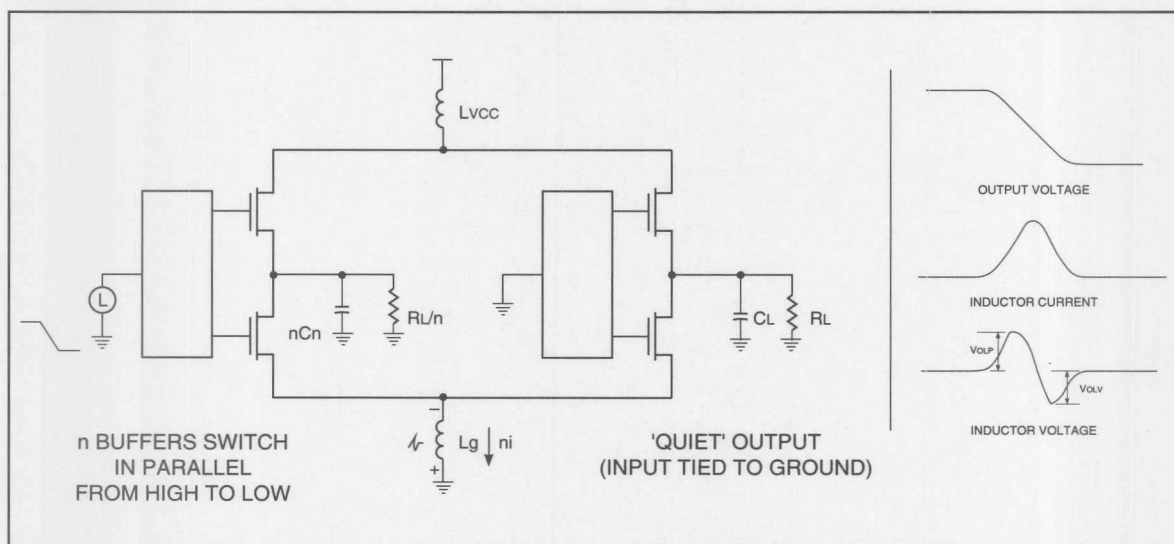 LVCC
L
nCn
RL/n
CL
RL
−
Lg
ni
+
n BUFFERS SWITCH
IN PARALLEL
FROM HIGH TO LOW
'QUIET' OUTPUT
(INPUT TIED TO GROUND)
OUTPUT VOLTAGE
INDUCTOR CURRENT
VOLP
VOLV
INDUCTOR VOLTAGE